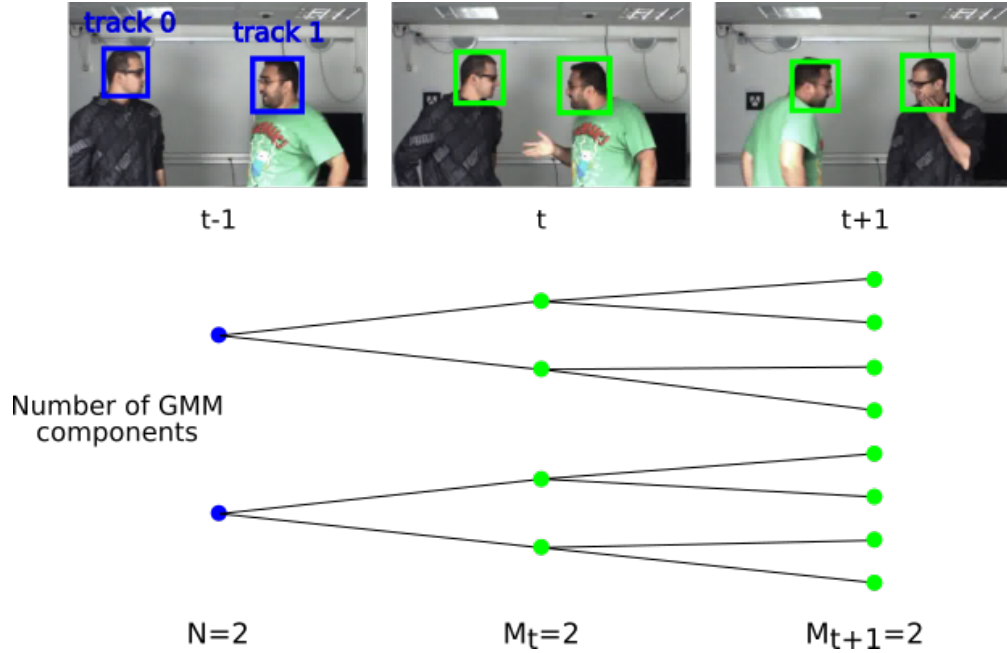 track 0
track 1
t-1
t
t+1
Number of GMM
components
N=2
Mt=2
Mt+1=2